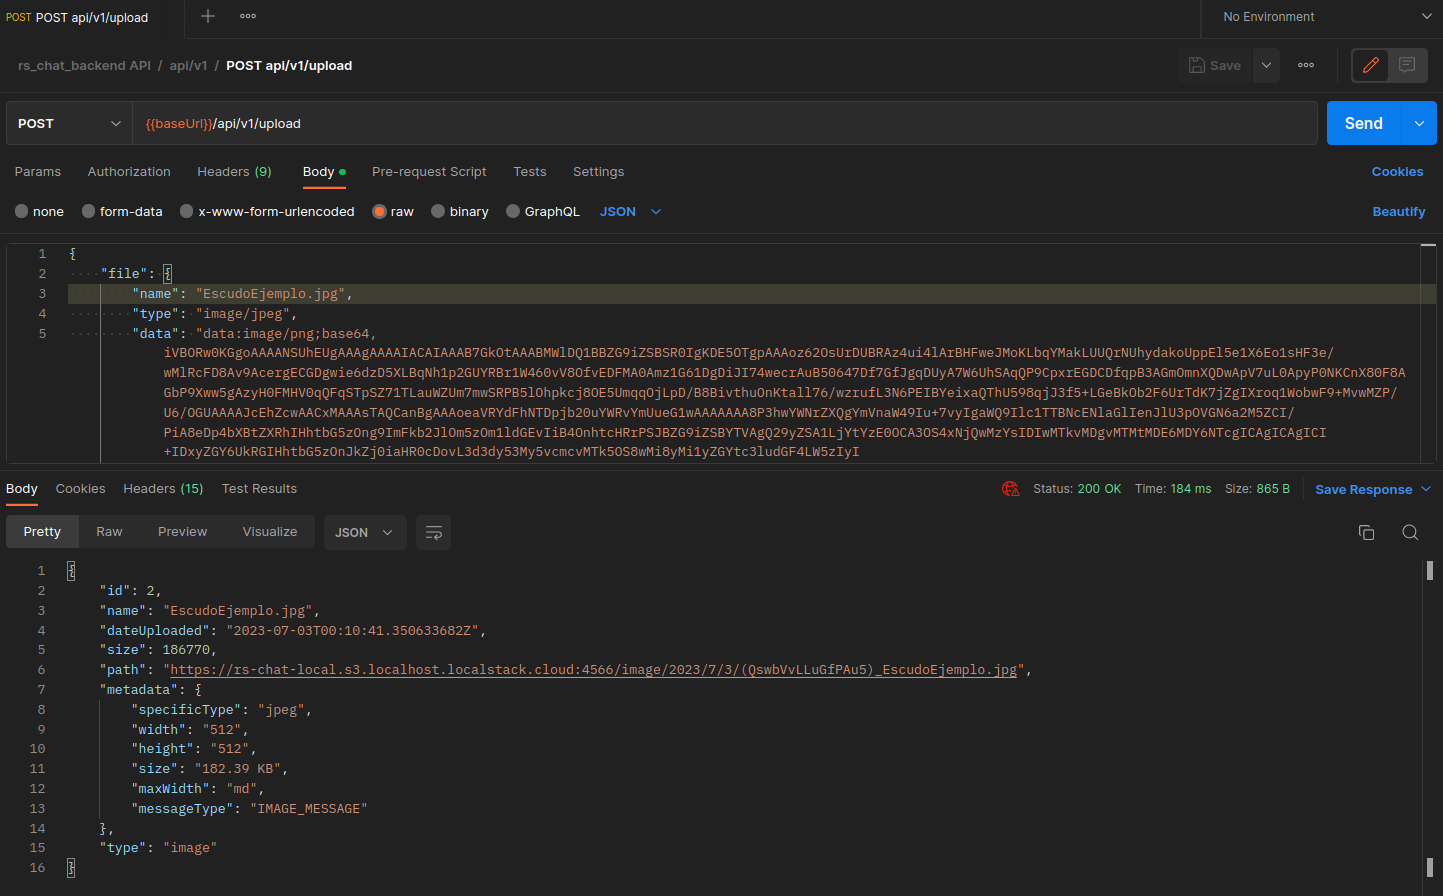 POST POST api/v1/upload
No Environment
rs_chat_backend API / api/v1 / POST api/v1/upload
Save
POST {{baseUrl}}/api/v1/upload Send
Params Authorization Headers (9) Body Pre-request Script Tests Settings Cookies
none form-data x-www-form-urlencoded raw binary GraphQL JSON Beautify
1 {
2 "file": {
3 "name": "EscudoEjemplo.jpg",
4 "type": "image/jpeg",
5 "data": "data:image/png;base64,
iVBORw0KGgoAAAANSUhEUgAAAgAAAAIACAIAAAB7GkOtAAABMWlDQ1BBZG9iZSBSR0IgKDE5OTgpAAAoz62OsUrDUBRAz4ui4lArBHFweJMoKLbqYMakLUUQrNUhydakoUppEl5e1X6Eo1sHF3e/
wMlRcFD8Av9AcergECGDgwie6dzD5XLBqNh1p2GUYRBr1W460vV8OfvEDFMA0Amz1G61DgDiJI74wecrAuB50647Df7GfJgqDUyA7W6UhSAqQP9CpxrEGDCDfqpB3AGmOmnXQDwApV7uL0ApyP0NKCnX80F8A
GbP9Xww5gAzyH0FMHV0qQFqSTpSZ71TLauWZUm7mwSRPB5lOhpkcj8OE5UmqqOjLpD/B8BivthuOnKtall76/wzrufL3N6PEIBYeixaQThU598qjJ3f5+LGeBkOb2F6UrTdK7jZgIXroq1WobwF9+MvwMZP/
U6/OGUAAAAJcEhZcwAACxMAAAsTAQCanBgAAAoeaVRYdFhNTDpjb20uYWRvYmUueG1wAAAAAAA8P3hwYWNrZXQgYmVnaW49Iu+7vyIgaWQ9Ilc1TTBNcENlaGlIenJlU3pOVGN6a2M5ZCI/
PiA8eDp4bXBtZXRhIHhtbG5zOng9ImFkb2JlOm5zOm1ldGEvIiB4OnhtcHRrPSJBZG9iZSBYTVAgQ29yZSA1LjYtYzE0OCA3OS4xNjQwMzYsIDIwMTkvMDgvMTMtMDE6MDY6NTcgICAgICAgICI
+IDxyZGY6UkRGIHhtbG5zOnJkZj0iaHR0cDovL3d3dy53My5vcmcvMTk5OS8wMi8yMi1yZGYtc3ludGF4LW5zIyI
Body Cookies Headers (15) Test Results Status: 200 OK Time: 184 ms Size: 865 B Save Response
Pretty Raw Preview Visualize JSON
1 {
2 "id": 2,
3 "name": "EscudoEjemplo.jpg",
4 "dateUploaded": "2023-07-03T00:10:41.350633682Z",
5 "size": 186770,
6 "path": "https://rs-chat-local.s3.localhost.localstack.cloud:4566/image/2023/7/3/(QswbVvLLuGfPAu5)_EscudoEjemplo.jpg",
7 "metadata": {
8 "specificType": "jpeg",
9 "width": "512",
10 "height": "512",
11 "size": "182.39 KB",
12 "maxWidth": "md",
13 "messageType": "IMAGE_MESSAGE"
14 },
15 "type": "image"
16 }